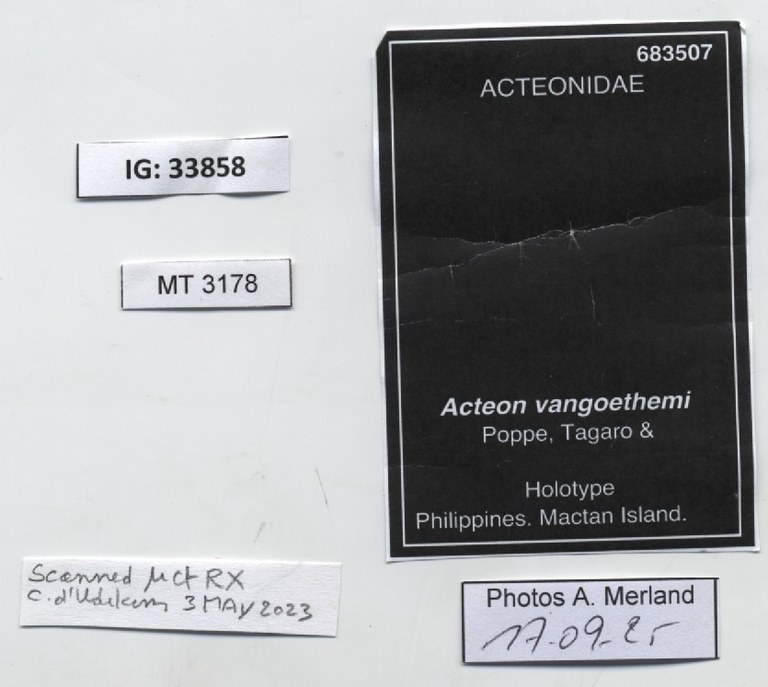 IG: 33858
MT 3178
683507
ACTEONIDAE
Acteon vangoethemi
Poppe, Tagaro &
Holotype
Philippines. Mactan Island.
Scanned µct RX
C. d'Udekem 3 MAY 2023
Photos A. Merland
17.09.25